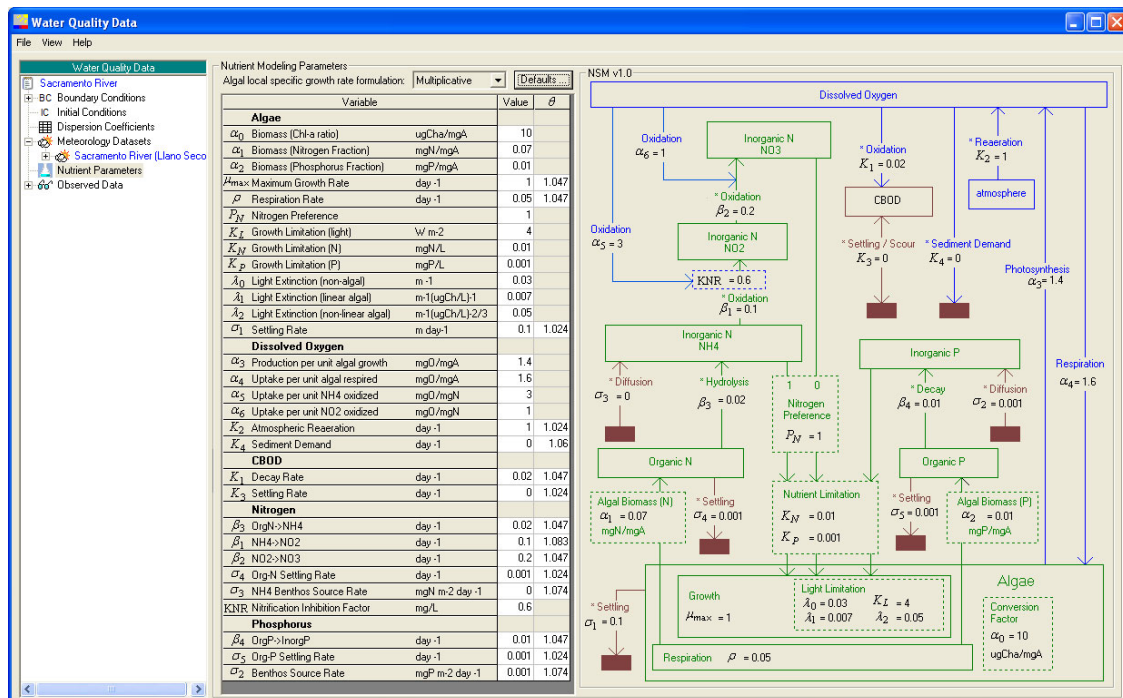 Water Quality Data
File View Help
Water Quality Data
Sacramento River
BC Boundary Conditions
IC Initial Conditions
Dispersion Coefficients
Meteorology Datasets
Sacramento River (Llano Seco
Nutrient Parameters
Observed Data
Nutrient Modeling Parameters
Algal local specific growth rate formulation: Multiplicative Defaults ...
Variable Value θ
Algae
α0 Biomass (Chl-a ratio) ugCha/mgA 10
α1 Biomass (Nitrogen Fraction) mgN/mgA 0.07
α2 Biomass (Phosphorus Fraction) mgP/mgA 0.01
μmax Maximum Growth Rate day -1 1 1.047
ρ Respiration Rate day -1 0.05 1.047
PN Nitrogen Preference 1
KL Growth Limitation (light) W m-2 4
KN Growth Limitation (N) mgN/L 0.01
KP Growth Limitation (P) mgP/L 0.001
λ0 Light Extinction (non-algal) m -1 0.03
λ1 Light Extinction (linear algal) m-1(ugCh/L)-1 0.007
λ2 Light Extinction (non-linear algal) m-1(ugCh/L)-2/3 0.05
σ1 Settling Rate m day-1 0.1 1.024
Dissolved Oxygen
α3 Production per unit algal growth mgO/mgA 1.4
α4 Uptake per unit algal respired mgO/mgA 1.6
α5 Uptake per unit NH4 oxidized mgO/mgN 3
α6 Uptake per unit NO2 oxidized mgO/mgN 1
K2 Atmospheric Reaeration day -1 1 1.024
K4 Sediment Demand day -1 0 1.06
CBOD
K1 Decay Rate day -1 0.02 1.047
K3 Settling Rate day -1 0 1.024
Nitrogen
β3 OrgN->NH4 day -1 0.02 1.047
β1 NH4->NO2 day -1 0.1 1.083
β2 NO2->NO3 day -1 0.2 1.047
σ4 Org-N Settling Rate day -1 0.001 1.024
σ3 NH4 Benthos Source Rate mgN m-2 day -1 0 1.074
KNR Nitrification Inhibition Factor mg/L 0.6
Phosphorus
β4 OrgP->InorgP day -1 0.01 1.047
σ5 Org-P Settling Rate day -1 0.001 1.024
σ2 Benthos Source Rate mgP m-2 day -1 0.001 1.074
NSM v1.0
Dissolved Oxygen
Inorganic N
NO3
Oxidation
α6 = 1
* Oxidation
K1 = 0.02
* Reaeration
K2 = 1
* Oxidation
β2 = 0.2
CBOD
atmosphere
Oxidation
α5 = 3
Inorganic N
NO2
* Settling / Scour
K3 = 0
* Sediment Demand
K4 = 0
Photosynthesis
α3 = 1.4
KNR = 0.6
* Oxidation
β1 = 0.1
Inorganic N
NH4
Inorganic P
Respiration
α4 = 1.6
* Diffusion
σ3 = 0
* Hydrolysis
β3 = 0.02
1 0
Nitrogen
Preference
PN = 1
* Decay
β4 = 0.01
* Diffusion
σ2 = 0.001
Organic N
Organic P
Algal Biomass (N)
α1 = 0.07
mgN/mgA
* Settling
σ4 = 0.001
Nutrient Limitation
KN = 0.01
KP = 0.001
* Settling
σ5 = 0.001
Algal Biomass (P)
α2 = 0.01
mgP/mgA
Algae
* Settling
σ1 = 0.1
Growth
μmax = 1
Light Limitation
λ0 = 0.03 KL = 4
λ1 = 0.007 λ2 = 0.05
Conversion
Factor
α0 = 10
ugCha/mgA
Respiration ρ = 0.05